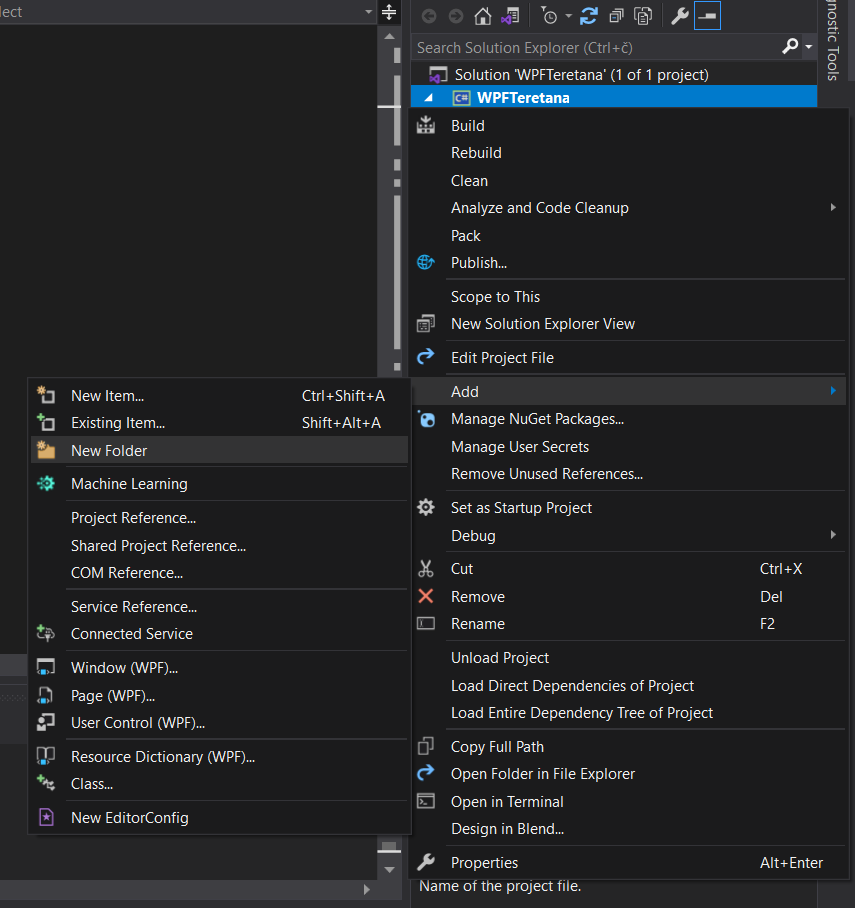 lect
Search Solution Explorer (Ctrl+č)
Solution 'WPFTeretana' (1 of 1 project)
C# WPFTeretana
gnostic Tools
Build
Rebuild
Clean
Analyze and Code Cleanup
Pack
Publish...
Scope to This
New Solution Explorer View
Edit Project File
Add
Manage NuGet Packages...
Manage User Secrets
Remove Unused References...
Set as Startup Project
Debug
Cut Ctrl+X
Remove Del
Rename F2
Unload Project
Load Direct Dependencies of Project
Load Entire Dependency Tree of Project
Copy Full Path
Open Folder in File Explorer
Open in Terminal
Design in Blend...
Properties Alt+Enter
Name of the project file.
New Item... Ctrl+Shift+A
Existing Item... Shift+Alt+A
New Folder
Machine Learning
Project Reference...
Shared Project Reference...
COM Reference...
Service Reference...
Connected Service
Window (WPF)...
Page (WPF)...
User Control (WPF)...
Resource Dictionary (WPF)...
Class...
New EditorConfig